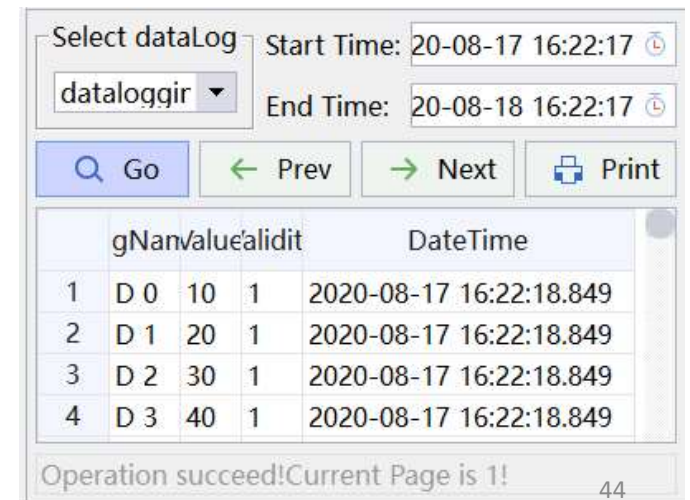 Select dataLog
dataloggir
Start Time: 20-08-17 16:22:17
End Time: 20-08-18 16:22:17
Go Prev Next Print
gNan Value alidit DateTime
1 D 0 10 1 2020-08-17 16:22:18.849
2 D 1 20 1 2020-08-17 16:22:18.849
3 D 2 30 1 2020-08-17 16:22:18.849
4 D 3 40 1 2020-08-17 16:22:18.849
Operation succeed!Current Page is 1!
44